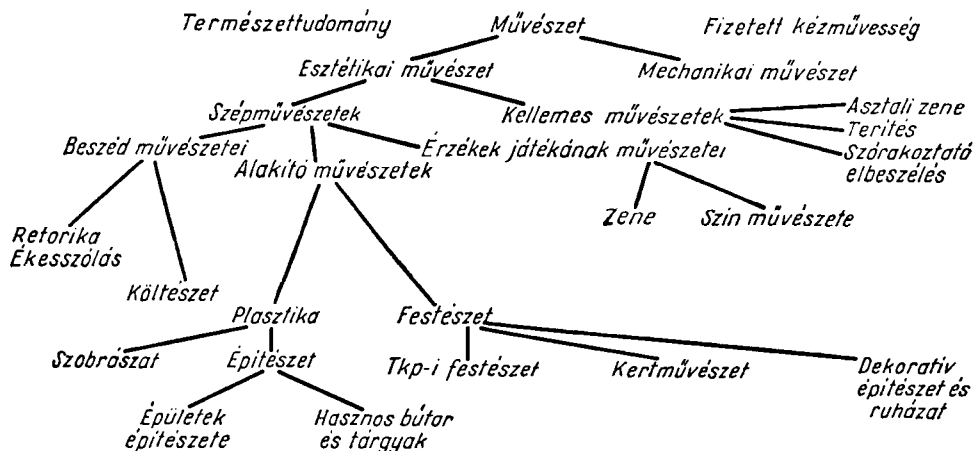 Természettudomány
Művészet
Fizetett kézművesség
Esztétikai művészet
Mechanikai művészet
Szépművészetek
Kellemes művészetek
Asztali zene
Terítés
Szórakoztató
elbeszélés
Beszéd művészetei
Alakító művészetek
Érzékek játékának művészetei
Zene
Szin művészete
Retorika
Ékesszólás
Költészet
Plasztika
Festészet
Szobrászat
Építészet
Tkp-i festészet
Kertművészet
Dekoratív
építészet és
ruházat
Épületek
építészete
Hasznos bútor
és tárgyak